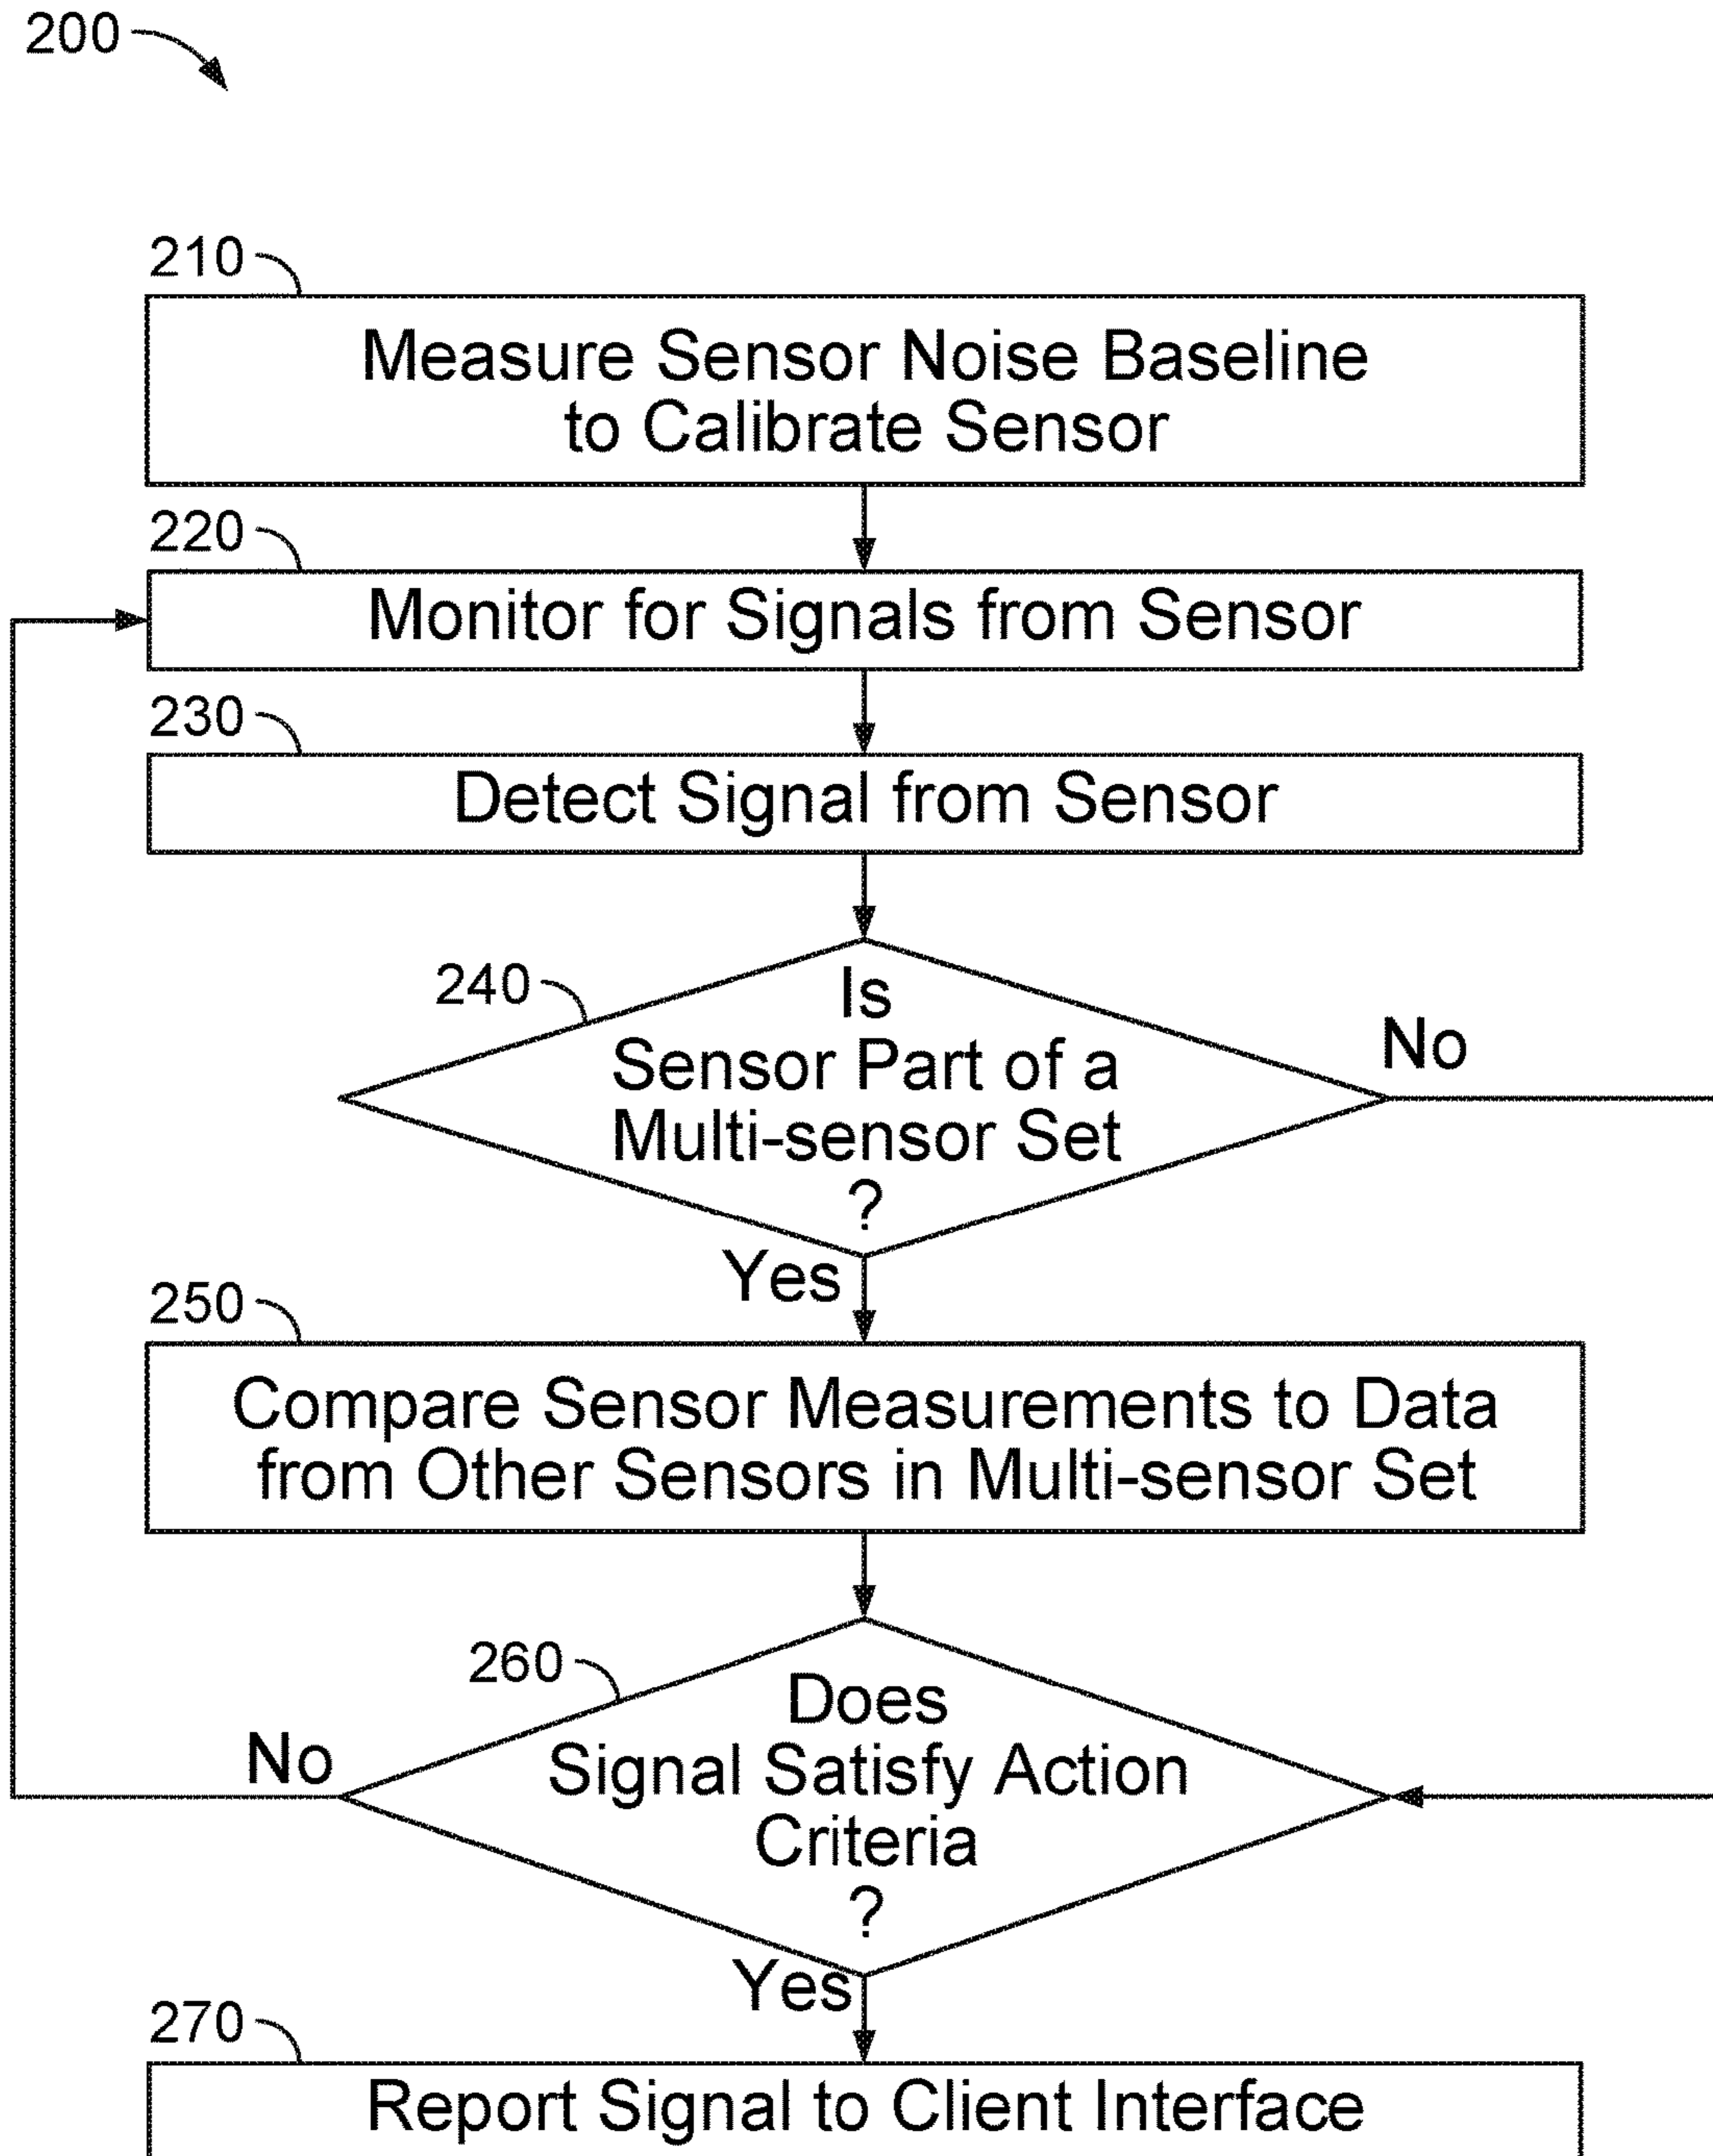 200
210
Measure Sensor Noise Baseline
to Calibrate Sensor
220
Monitor for Signals from Sensor
230
Detect Signal from Sensor
240
Is
Sensor Part of a
Multi-sensor Set
?
No
Yes
250
Compare Sensor Measurements to Data
from Other Sensors in Multi-sensor Set
260
Does
Signal Satisfy Action
Criteria
?
No
Yes
270
Report Signal to Client Interface